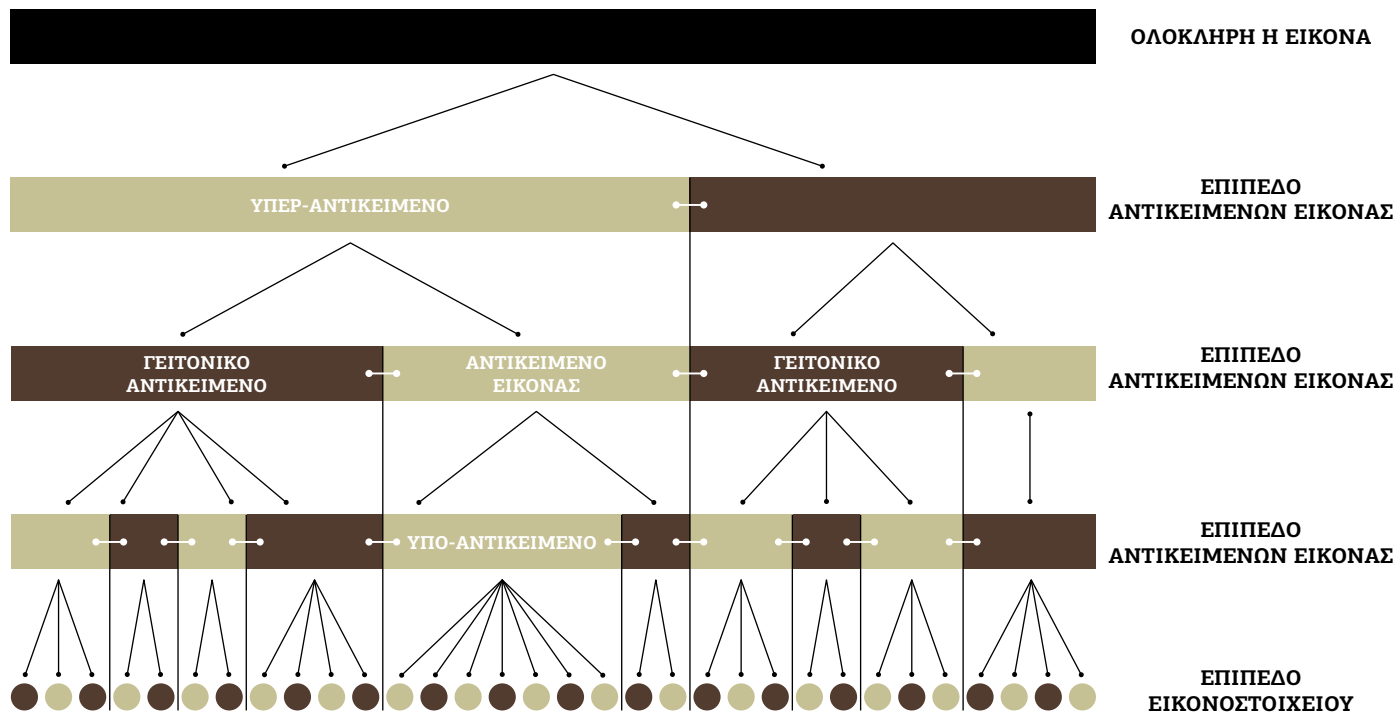 ΟΛΟΚΛΗΡΗ Η ΕΙΚΟΝΑ
ΥΠΕΡ-ΑΝΤΙΚΕΙΜΕΝΟ
ΕΠΙΠΕΔΟ
ΑΝΤΙΚΕΙΜΕΝΩΝ ΕΙΚΟΝΑΣ
ΓΕΙΤΟΝΙΚΟ
ΑΝΤΙΚΕΙΜΕΝΟ
ΑΝΤΙΚΕΙΜΕΝΟ
ΕΙΚΟΝΑΣ
ΓΕΙΤΟΝΙΚΟ
ΑΝΤΙΚΕΙΜΕΝΟ
ΕΠΙΠΕΔΟ
ΑΝΤΙΚΕΙΜΕΝΩΝ ΕΙΚΟΝΑΣ
ΥΠΟ-ΑΝΤΙΚΕΙΜΕΝΟ
ΕΠΙΠΕΔΟ
ΑΝΤΙΚΕΙΜΕΝΩΝ ΕΙΚΟΝΑΣ
ΕΠΙΠΕΔΟ
ΕΙΚΟΝΟΣΤΟΙΧΕΙΟΥ